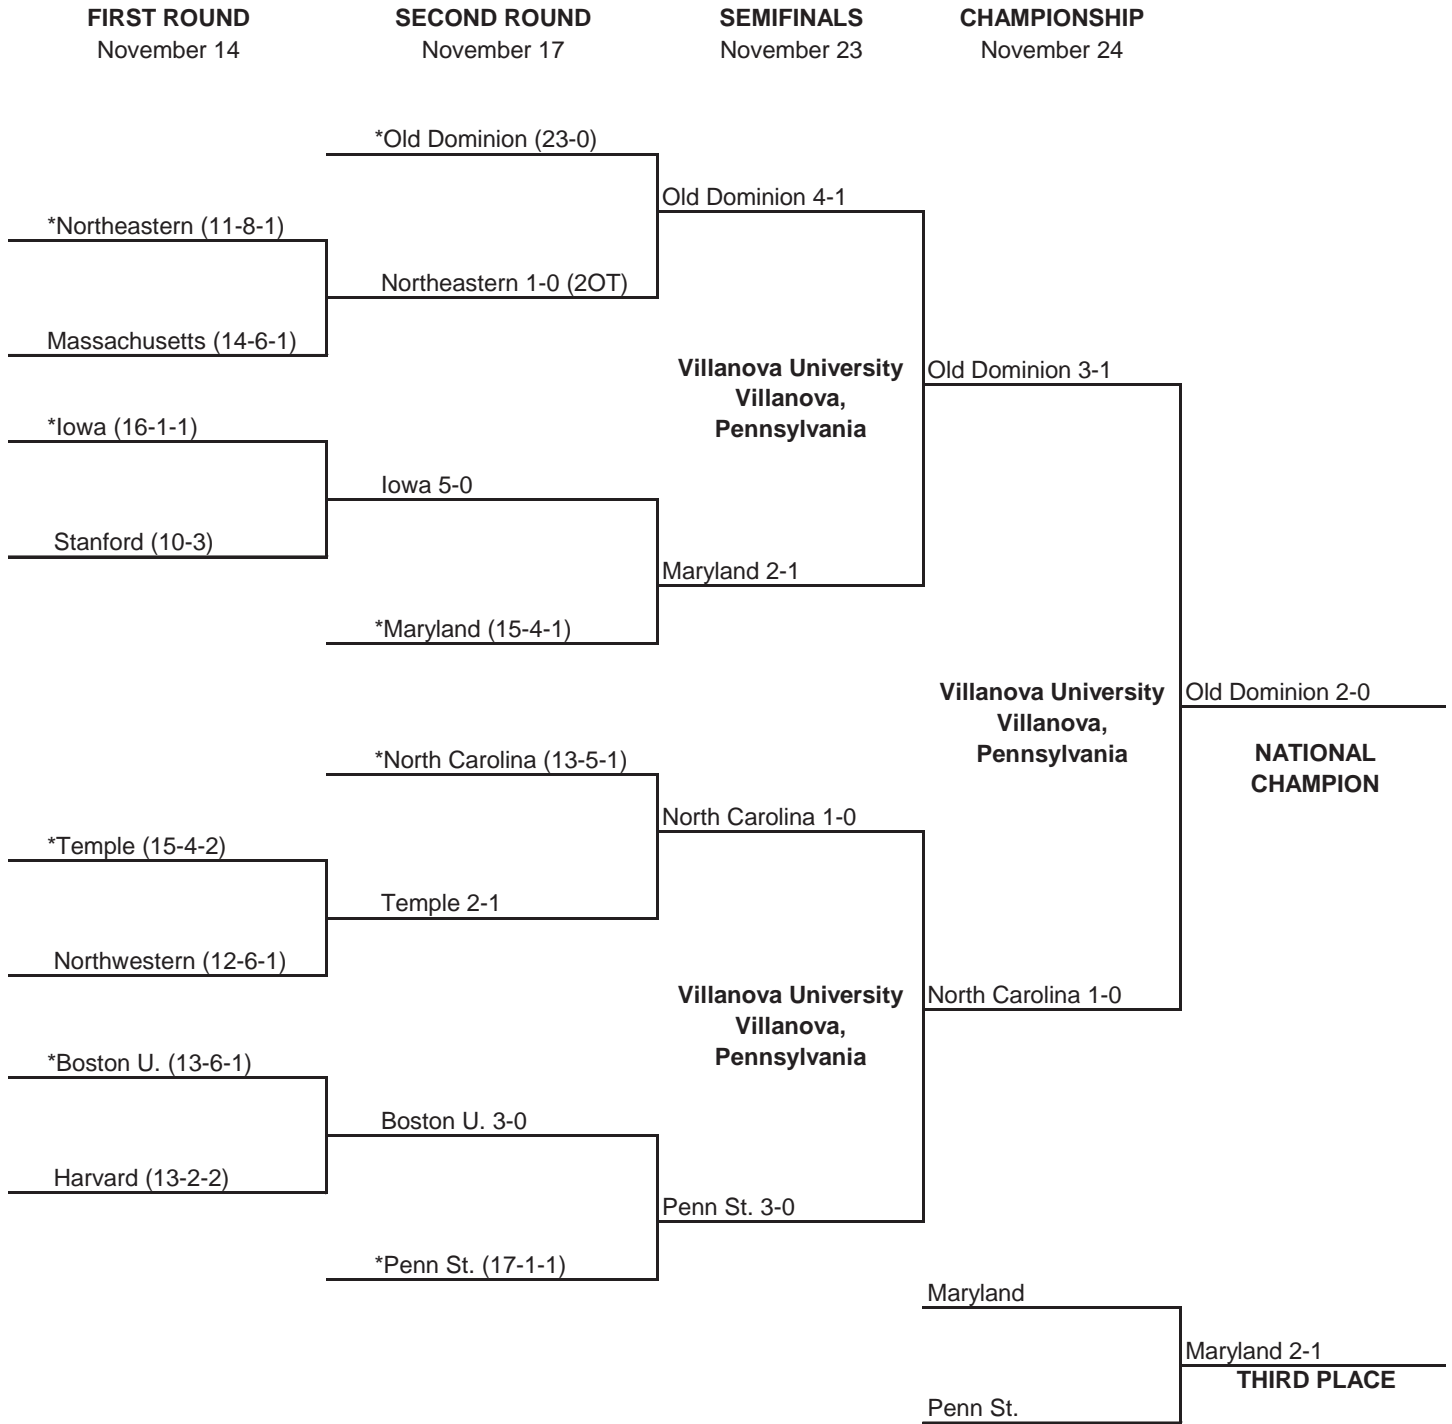 FIRST ROUND
November 14
SECOND ROUND
November 17
SEMIFINALS
November 23
CHAMPIONSHIP
November 24
*Old Dominion (23-0)
Old Dominion 4-1
*Northeastern (11-8-1)
Northeastern 1-0 (2OT)
Massachusetts (14-6-1)
Villanova University
Villanova,
Pennsylvania
Old Dominion 3-1
*Iowa (16-1-1)
Iowa 5-0
Stanford (10-3)
Maryland 2-1
*Maryland (15-4-1)
Villanova University
Villanova,
Pennsylvania
Old Dominion 2-0
NATIONAL
CHAMPION
*North Carolina (13-5-1)
North Carolina 1-0
*Temple (15-4-2)
Temple 2-1
Northwestern (12-6-1)
Villanova University
Villanova,
Pennsylvania
North Carolina 1-0
*Boston U. (13-6-1)
Boston U. 3-0
Harvard (13-2-2)
Penn St. 3-0
*Penn St. (17-1-1)
Maryland
Maryland 2-1
THIRD PLACE
Penn St.